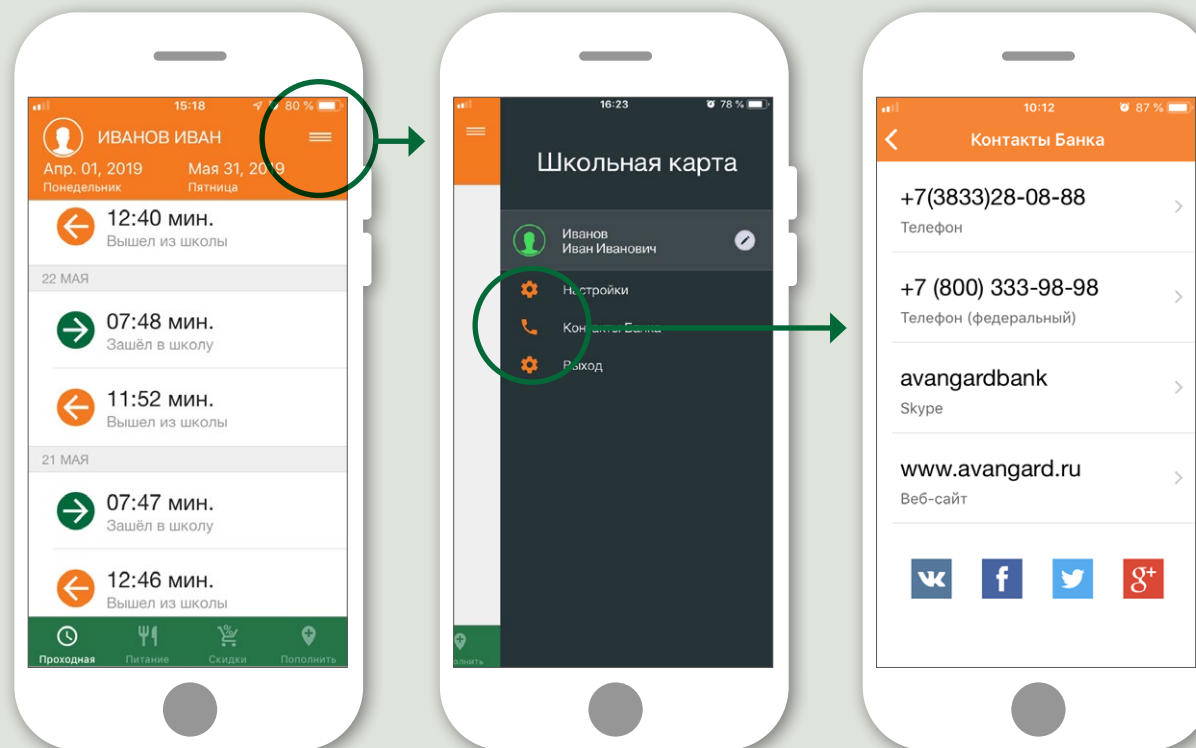 15:18
80 %
ИВАНОВ ИВАН
Апр. 01, 2019
Мая 31, 2019
Понедельник
Пятница
12:40 мин.
Вышел из школы
22 МАЯ
07:48 мин.
Зашёл в школу
11:52 мин.
Вышел из школы
21 МАЯ
07:47 мин.
Зашёл в школу
12:46 мин.
Вышел из школы
Проходная
Питание
Скидки
Пополнить
16:23
78 %
Школьная карта
Иванов
Иван Иванович
Настройки
Контакты Банка
Выход
олнить
10:12
87 %
Контакты Банка
+7(3833)28-08-88
Телефон
+7 (800) 333-98-98
Телефон (федеральный)
avangardbank
Skype
www.avangard.ru
Веб-сайт